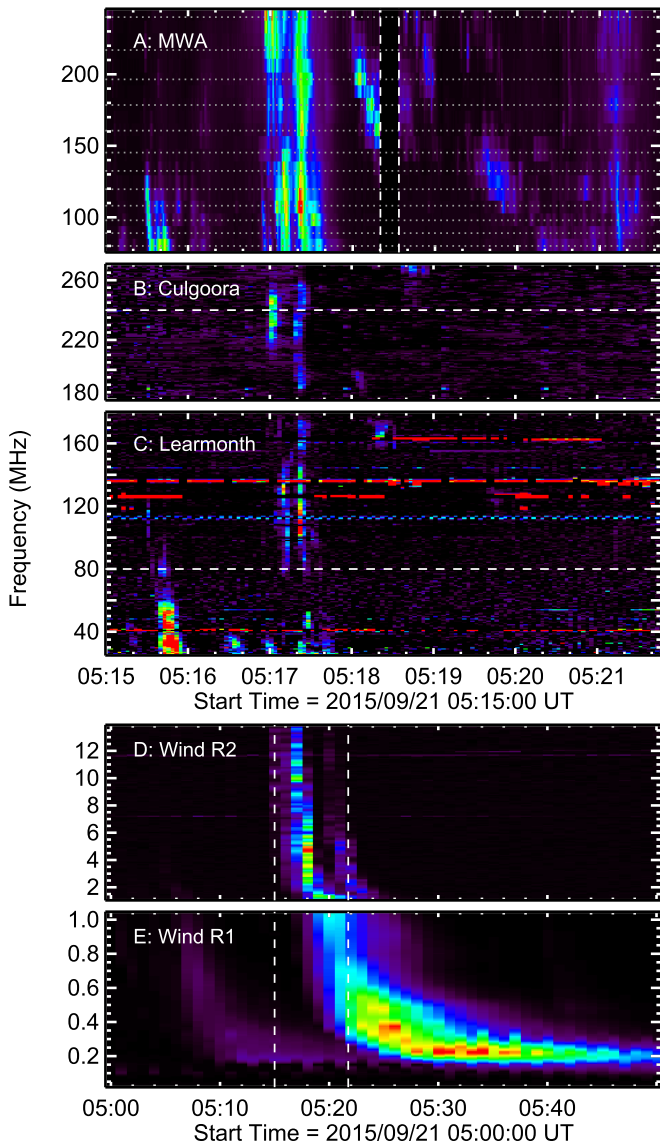 A: MWA
200
150
100
B: Culgoora
260
220
180
C: Learmonth
160
120
80
40
Frequency (MHz)
05:15 05:16 05:17 05:18 05:19 05:20 05:21
Start Time = 2015/09/21 05:15:00 UT
D: Wind R2
12
10
8
6
4
2
E: Wind R1
1.0
0.8
0.6
0.4
0.2
05:00 05:10 05:20 05:30 05:40
Start Time = 2015/09/21 05:00:00 UT